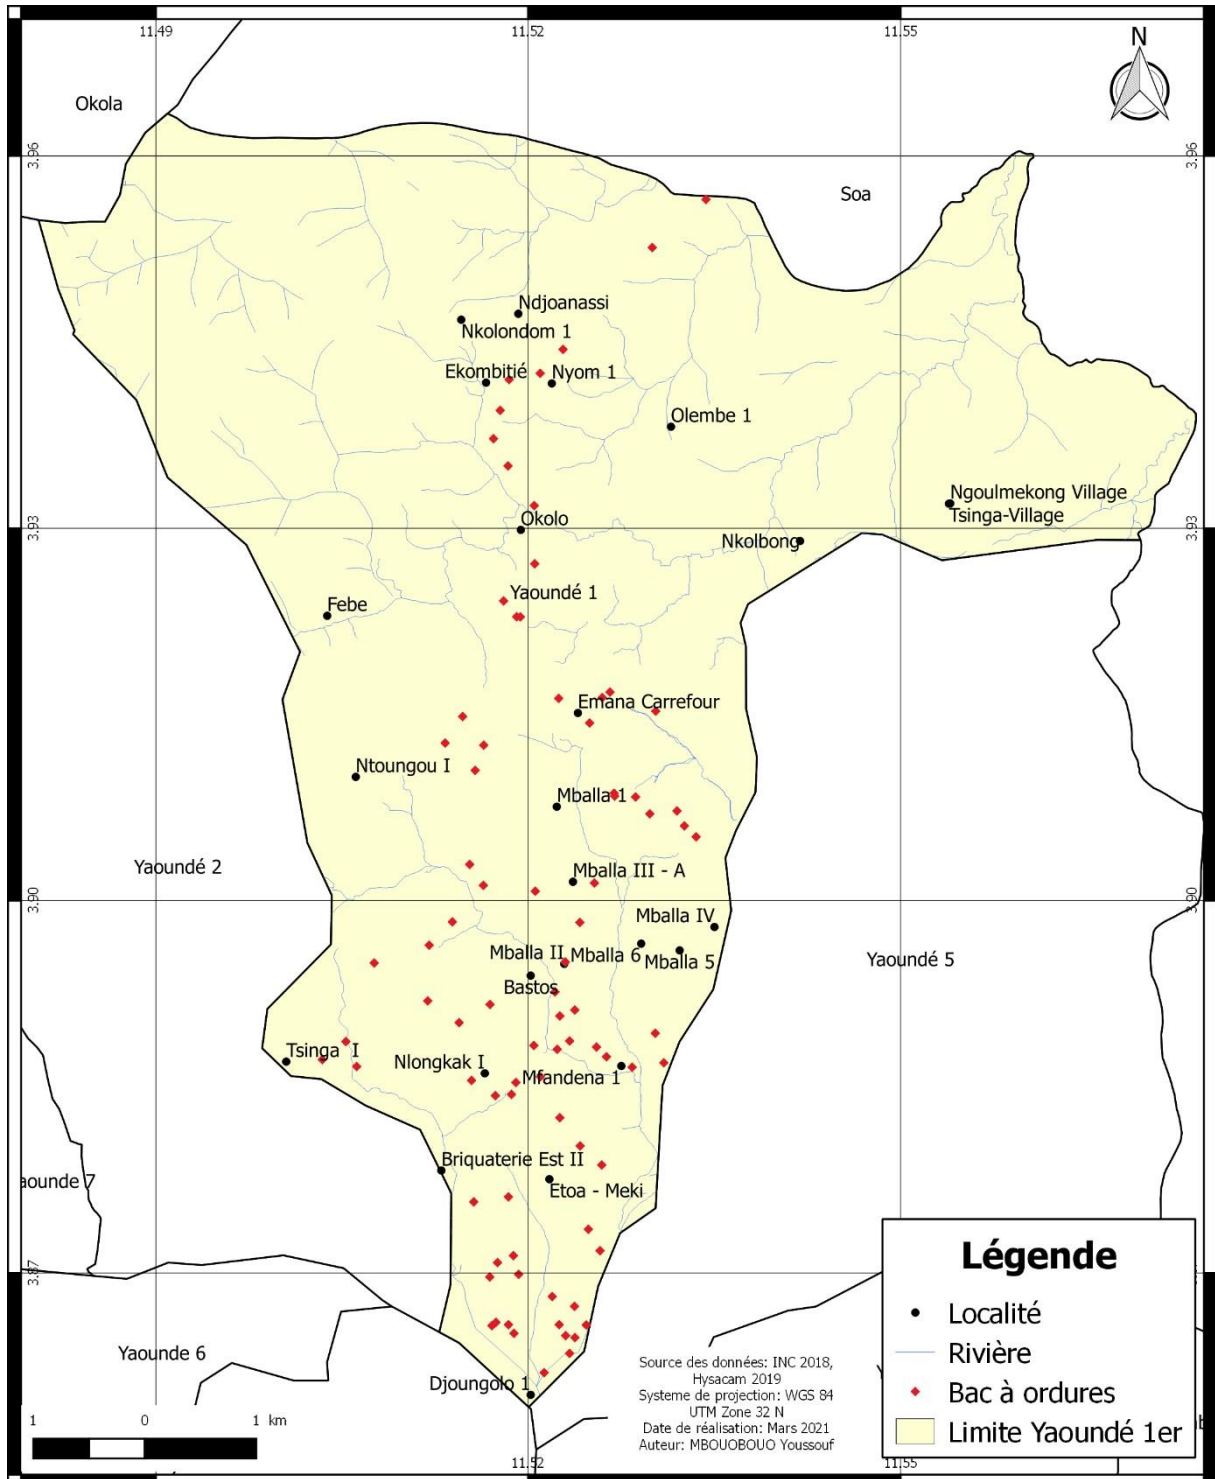 11.49
11.52
11.55
N
Okola
3.96
3.96
Soa
Ndjoanassi
Nkolondom 1
Ekombitié
Nyom 1
Olembe 1
Ngoulmekong Village
Tsinga-Village
3.93
Okolo
3.93
Nkolbong
Yaoundé 1
Febe
Emana Carrefour
Ntoungou I
Mballa 1
Yaoundé 2
Mballa III - A
3.90
3.90
Mballa IV
Mballa II
Mballa 6
Mballa 5
Yaoundé 5
Bastos
Tsinga I
Nlongkak I
Mfandena 1
Briquaterie Est II
aounde 7
Etoa - Meki
3.87
Légende
Localité
Rivière
Bac à ordures
Limite Yaoundé 1er
Yaounde 6
Djoungolo 1
Source des données: INC 2018,
Hysacam 2019
Systeme de projection: WGS 84
UTM Zone 32 N
Date de réalisation: Mars 2021
Auteur: MBOUOBOUO Youssouf
1 0 1 km
11.52
11.55